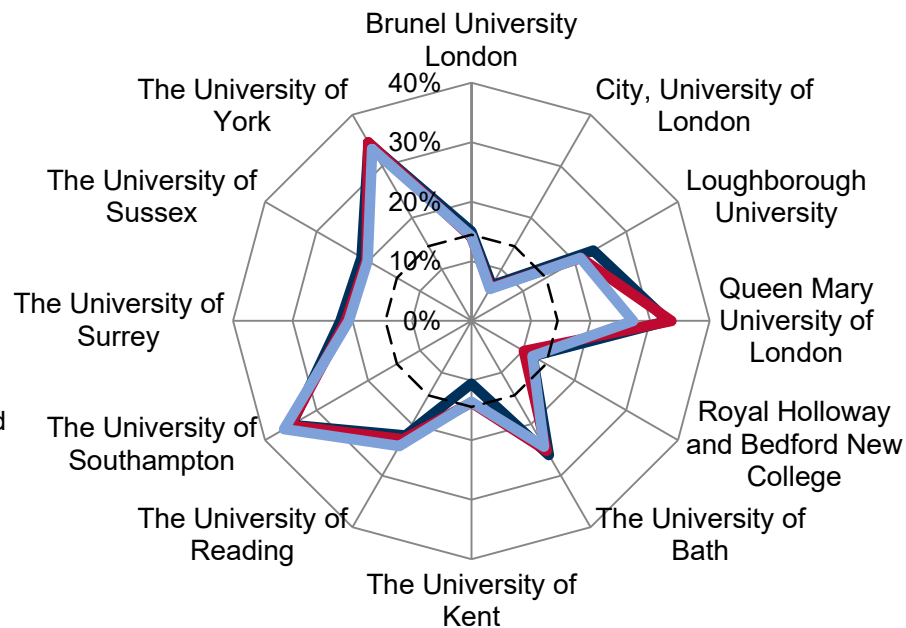 Brunel University
London
City, University of
London
Loughborough
University
Queen Mary
University of
London
Royal Holloway
and Bedford New
College
The University of
Bath
The University of
Kent
The University of
Reading
The University of
Southampton
The University of
Surrey
The University of
Sussex
The University of
York
40%
30%
20%
10%
0%
d